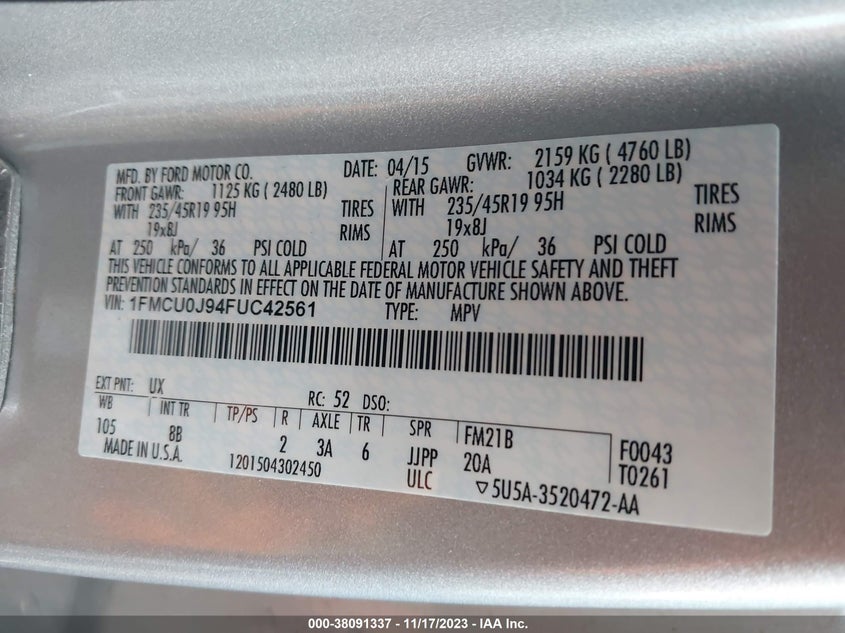 MFD. BY FORD MOTOR CO. DATE: 04/15 GVWR: 2159 KG ( 4760 LB)
FRONT GAWR: 1125 KG ( 2480 LB) REAR GAWR: 1034 KG ( 2280 LB)
WITH 235/45R19 95H TIRES WITH 235/45R19 95H TIRES
19x8J RIMS 19x8J RIMS
AT 250 kPa/ 36 PSI COLD AT 250 kPa/ 36 PSI COLD
THIS VEHICLE CONFORMS TO ALL APPLICABLE FEDERAL MOTOR VEHICLE SAFETY AND THEFT
PREVENTION STANDARDS IN EFFECT ON THE DATE OF MANUFACTURE SHOWN ABOVE.
VIN: 1FMCU0J94FUC42561 TYPE: MPV
EXT PNT: UX RC: 52 DSO:
WB INT TR TP/PS R AXLE TR SPR FM21B F0043
105 8B 2 3A 6 JJPP 20A T0261
MADE IN U.S.A. 1201504302450 ULC ▽5U5A-3520472-AA
000-38091337 - 11/17/2023 - IAA Inc.